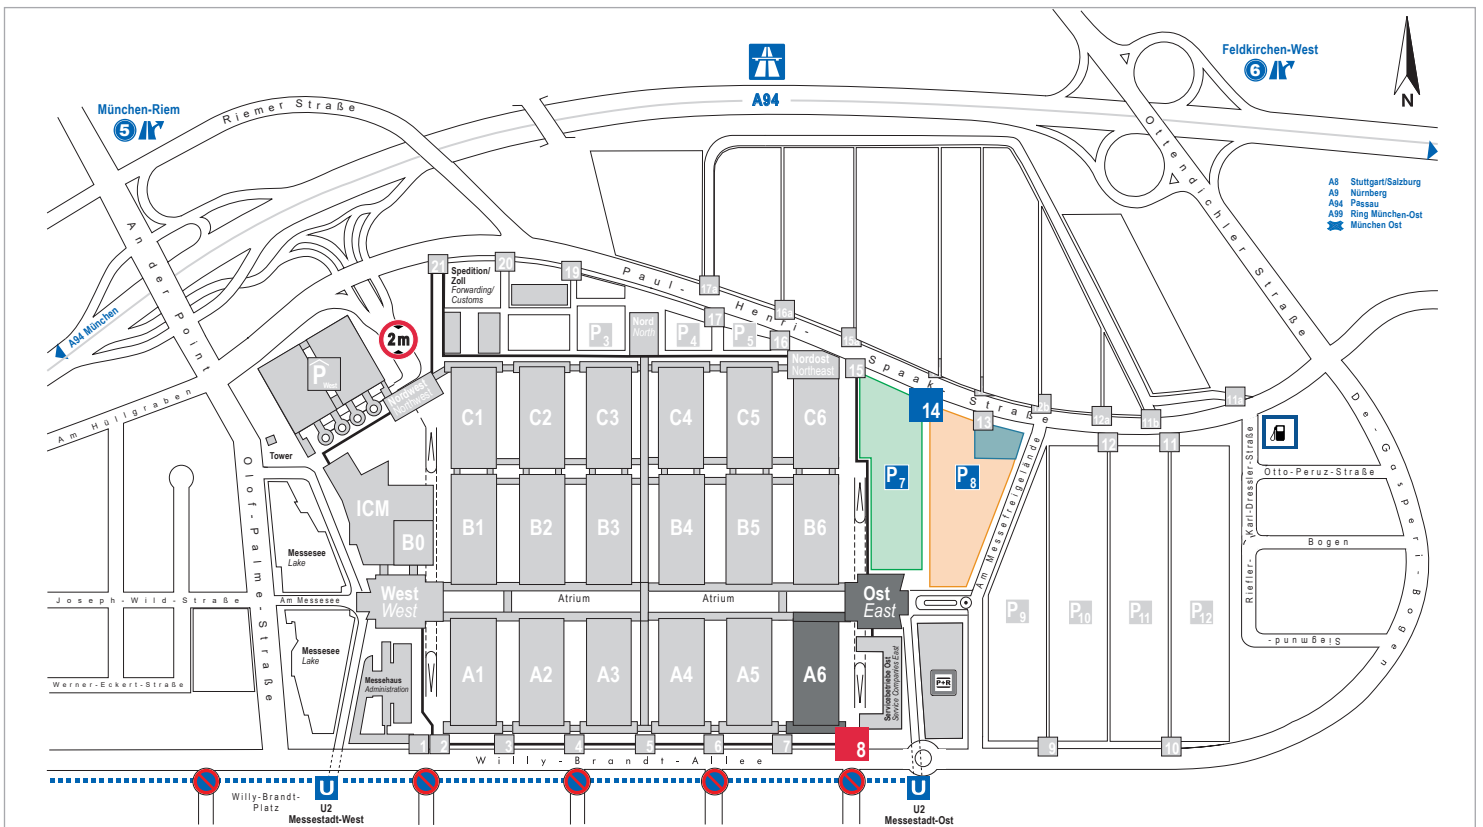 Feldkirchen-West
6
N
A94
München-Riem
5
Riemer Straße
Ottendichler Straße
A8 Stuttgart/Salzburg
A9 Nürnberg
A94 Passau
A99 Ring München-Ost
München Ost
An der Point
A94 München
Am Hüllgraben
2m
P
West
Tower
21
Spedition/
Zoll
Forwarding/
Customs
20
19
Paul-Henri-Spaak-Straße
17a
16a
15a
17
16
15
P3
Nord
North
P4
P5
Nordost
Northeast
Nordwest
Northwest
14
13
12b
12a
11b
11a
12
11
C1
C2
C3
C4
C5
C6
P7
P8
De-Gasperi-Bogen
Karl-Dressler-Straße
Otto-Peruz-Straße
Bogen
Riefler-
Siegmund-
Am Messefreigelände
ICM
B0
B1
B2
B3
B4
B5
B6
Olof-Palme-Straße
Messesee
Lake
Joseph-Wild-Straße
Am Messesee
West
West
Atrium
Atrium
Ost
East
P9
P10
P11
P12
Messesee
Lake
Werner-Eckert-Straße
Messehaus
Administration
A1
A2
A3
A4
A5
A6
Servicebetriebe Ost
Service Companies East
P+R
1
2
3
4
5
6
7
8
9
10
Willy-Brandt-Allee
Willy-Brandt-
Platz
U
U2
Messestadt-West
U
U2
Messestadt-Ost